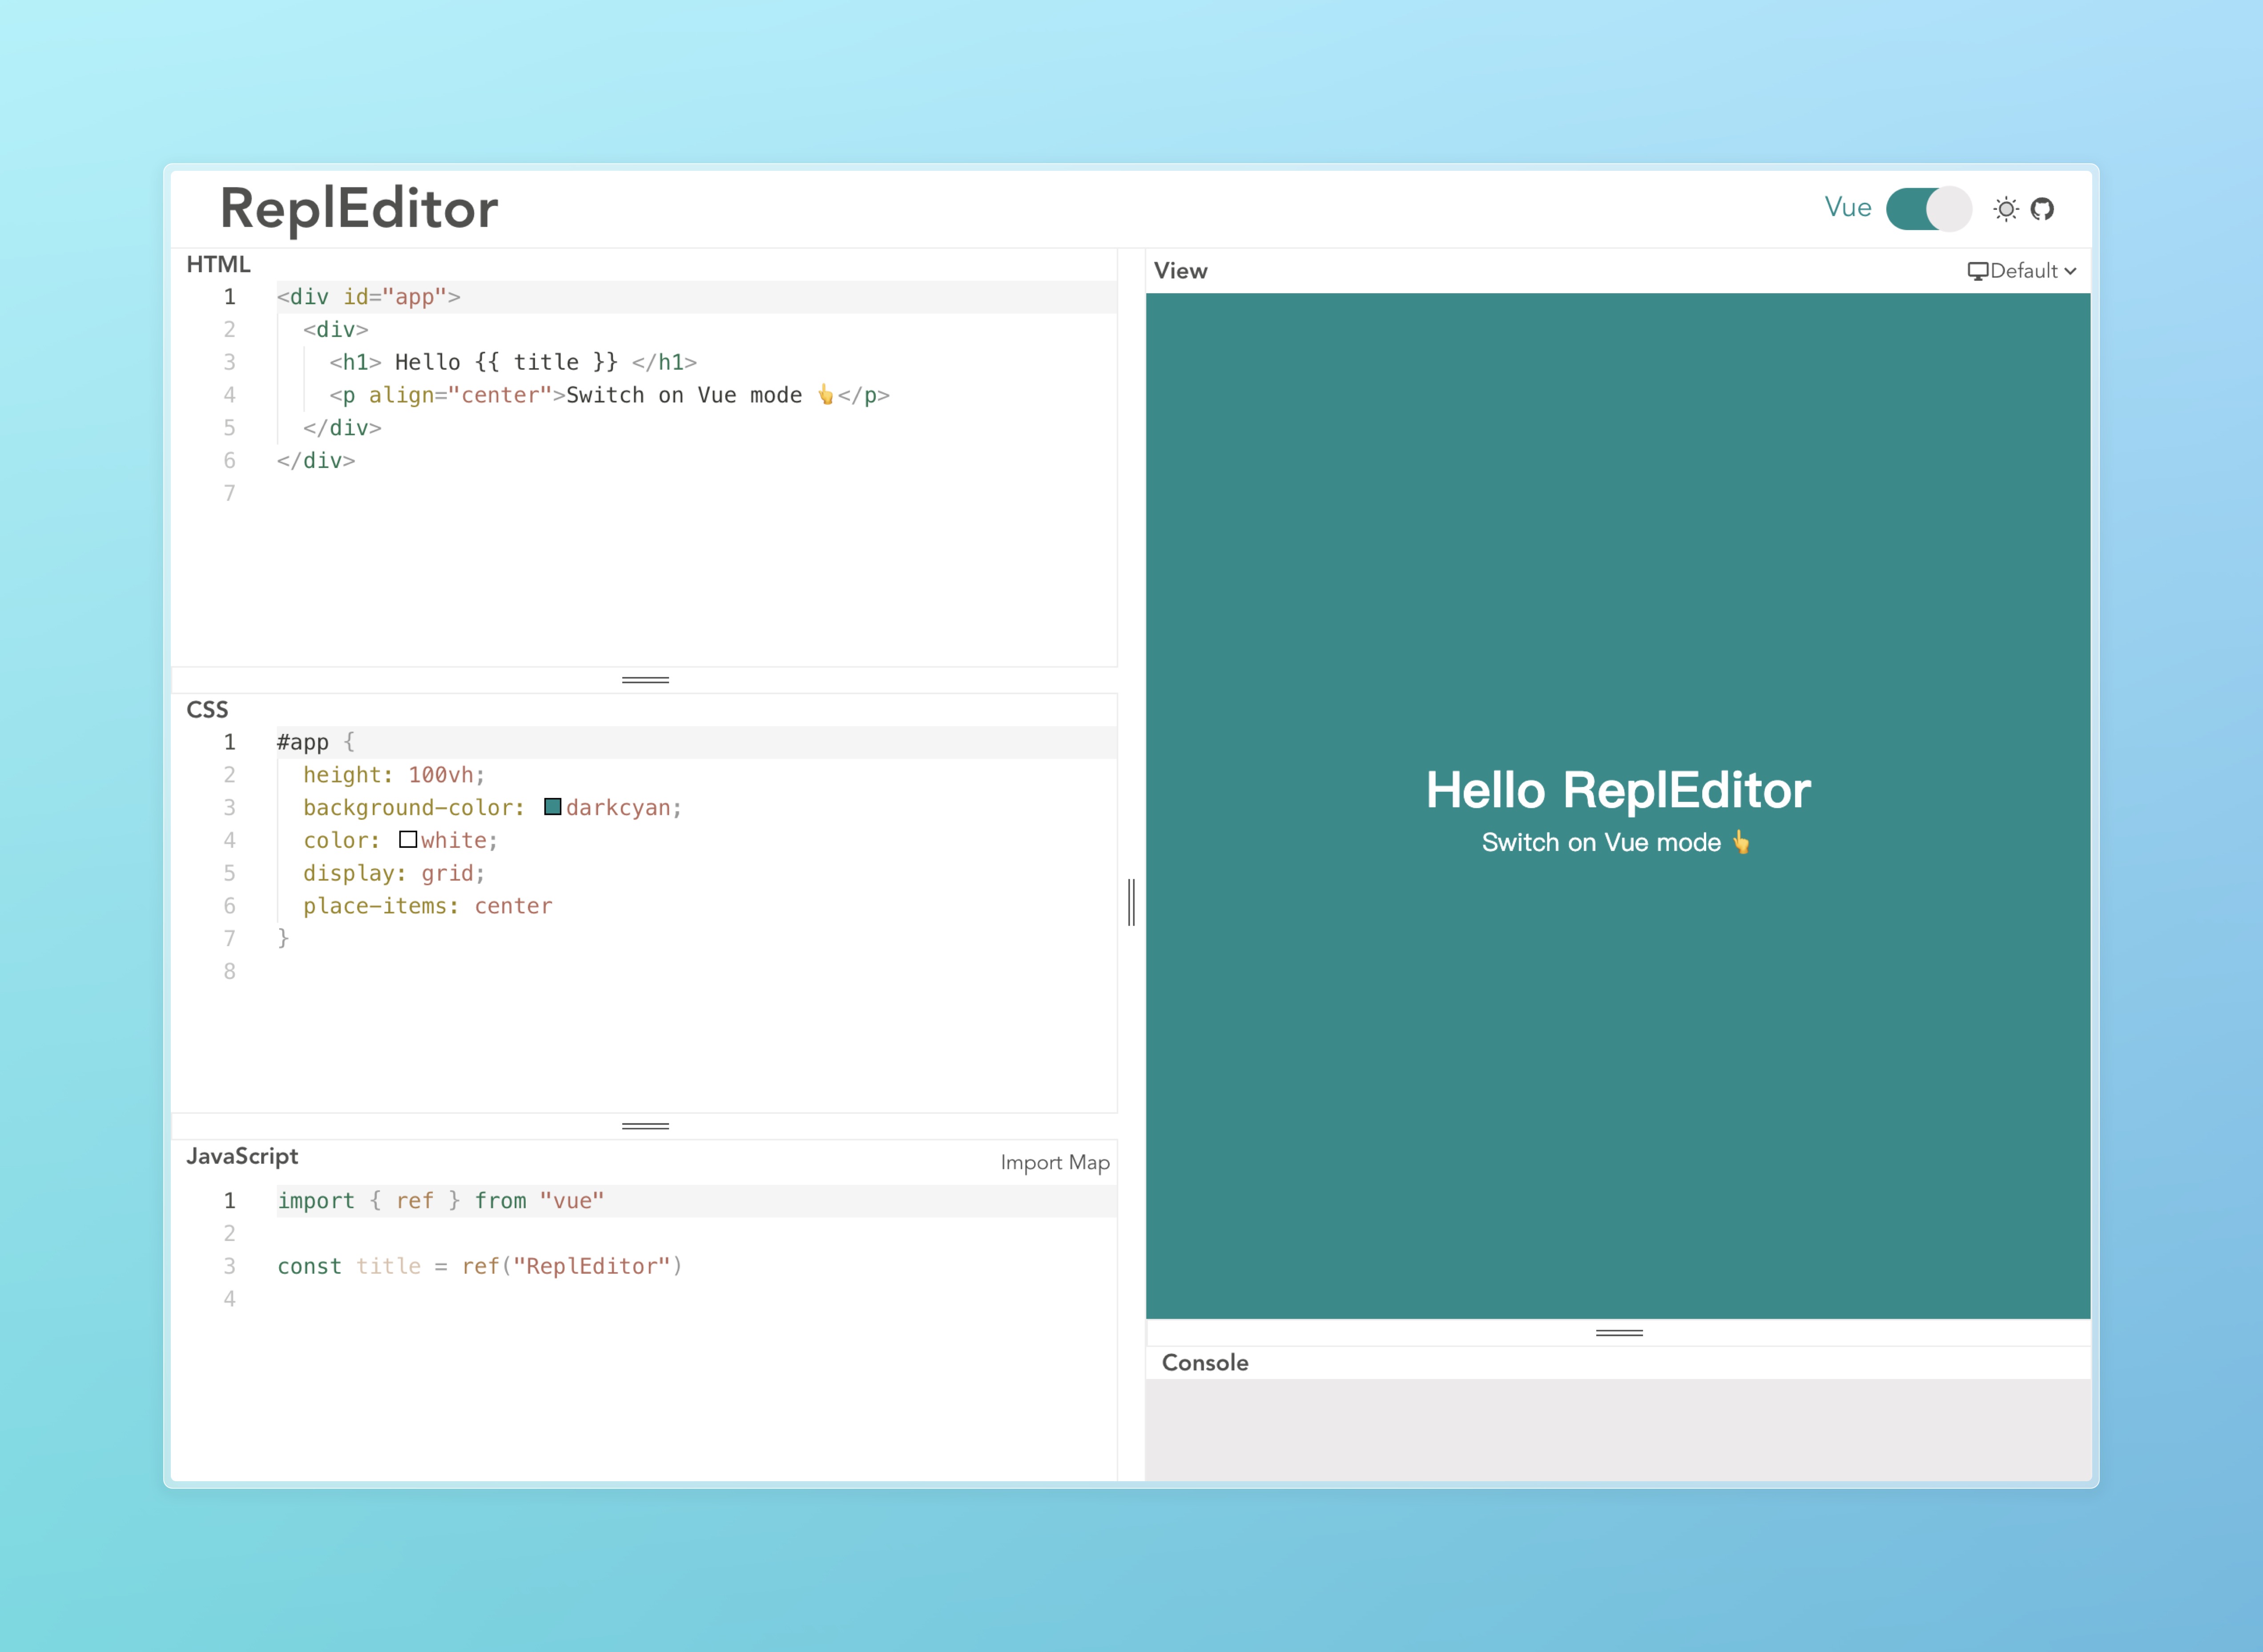 ReplEditor
Vue
HTML
1 <div id="app">
2   <div>
3     <h1> Hello {{ title }} </h1>
4     <p align="center">Switch on Vue mode 👆</p>
5   </div>
6 </div>
7
CSS
1 #app {
2   height: 100vh;
3   background-color: darkcyan;
4   color: white;
5   display: grid;
6   place-items: center
7 }
8
JavaScript
Import Map
1 import { ref } from "vue"
2
3 const title = ref("ReplEditor")
4
View
Default
Hello ReplEditor
Switch on Vue mode 👆
Console